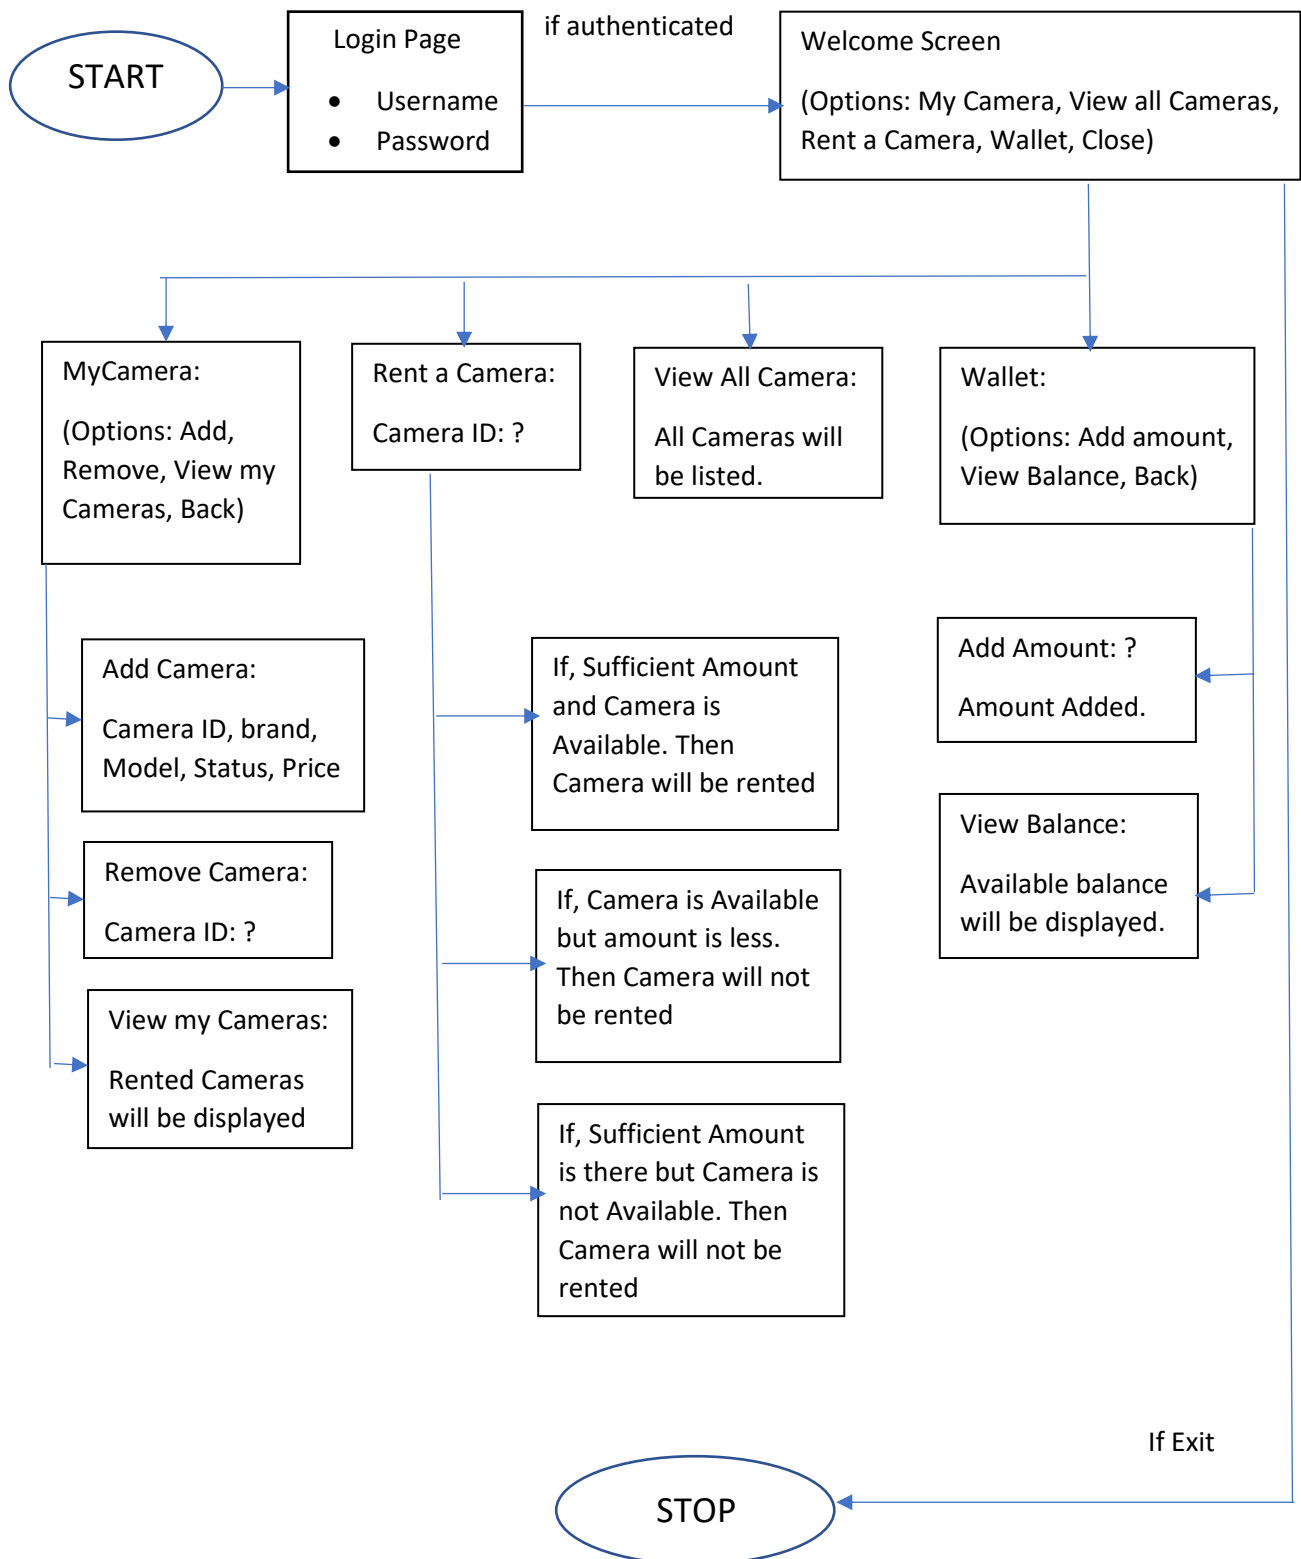 START
Login Page
• Username
• Password
if authenticated
Welcome Screen
(Options: My Camera, View all Cameras,
Rent a Camera, Wallet, Close)
MyCamera:
(Options: Add,
Remove, View my
Cameras, Back)
Rent a Camera:
Camera ID: ?
View All Camera:
All Cameras will
be listed.
Wallet:
(Options: Add amount,
View Balance, Back)
Add Camera:
Camera ID, brand,
Model, Status, Price
Remove Camera:
Camera ID: ?
View my Cameras:
Rented Cameras
will be displayed
If, Sufficient Amount
and Camera is
Available. Then
Camera will be rented
If, Camera is Available
but amount is less.
Then Camera will not
be rented
If, Sufficient Amount
is there but Camera is
not Available. Then
Camera will not be
rented
Add Amount: ?
Amount Added.
View Balance:
Available balance
will be displayed.
If Exit
STOP